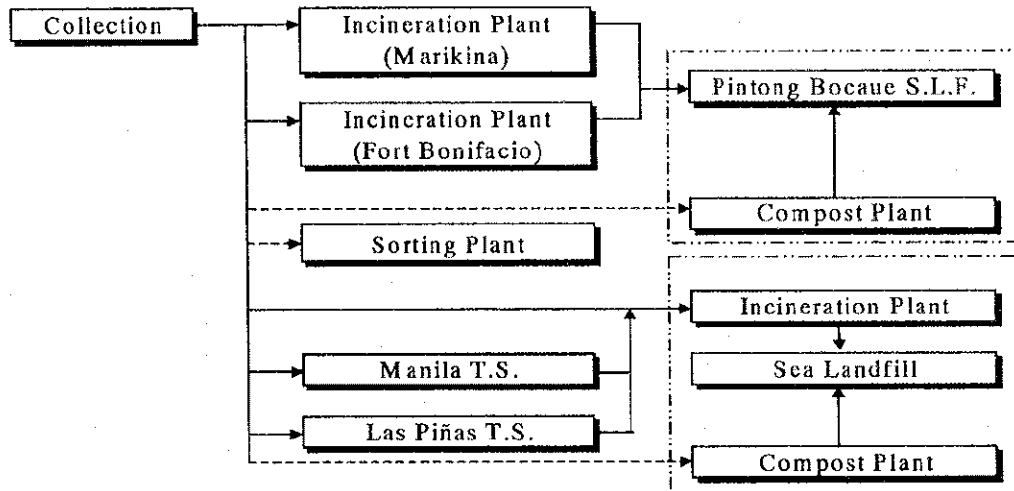 Collection
Incineration Plant
(Marikina)
Pintong Bocaue S.L.F.
Incineration Plant
(Fort Bonifacio)
Compost Plant
Sorting Plant
Incineration Plant
Manila T.S.
Sea Landfill
Las Piñas T.S.
Compost Plant